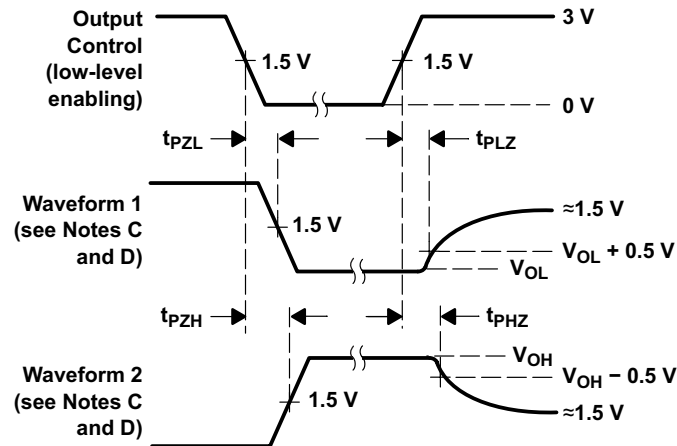 Output
Control
(low-level
enabling)
3 V
1.5 V
1.5 V
0 V
tPZL
tPLZ
Waveform 1
(see Notes C
and D)
1.5 V
≈1.5 V
VOL + 0.5 V
VOL
tPZH
tPHZ
Waveform 2
(see Notes C
and D)
1.5 V
VOH
VOH − 0.5 V
≈1.5 V